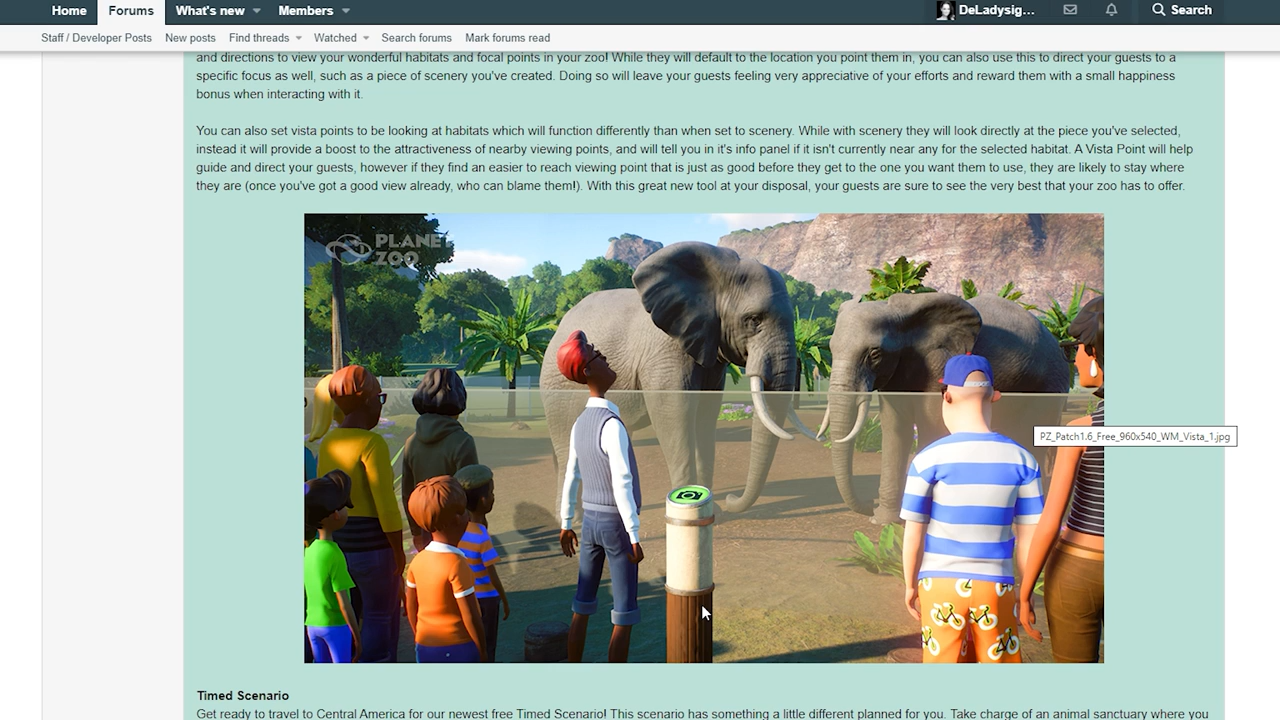 Home Forums What's new Members DeLadysig... Search
Staff / Developer Posts New posts Find threads Watched Search forums Mark forums read
and directions to view your wonderful habitats and focal points in your zoo! While they will default to the location you point them in, you can also use this to direct your guests to a
specific focus as well, such as a piece of scenery you've created. Doing so will leave your guests feeling very appreciative of your efforts and reward them with a small happiness
bonus when interacting with it.
You can also set vista points to be looking at habitats which will function differently than when set to scenery. While with scenery they will look directly at the piece you've selected,
instead it will provide a boost to the attractiveness of nearby viewing points, and will tell you in it's info panel if it isn't currently near any for the selected habitat. A Vista Point will help
guide and direct your guests, however if they find an easier to reach viewing point that is just as good before they get to the one you want them to use, they are likely to stay where
they are (once you've got a good view already, who can blame them!). With this great new tool at your disposal, your guests are sure to see the very best that your zoo has to offer.
PLANET
ZOO
PZ_Patch1.6_Free_960x540_WM_Vista_1.jpg
Timed Scenario
Get ready to travel to Central America for our newest free Timed Scenario! This scenario has something a little different planned for you. Take charge of an animal sanctuary where you